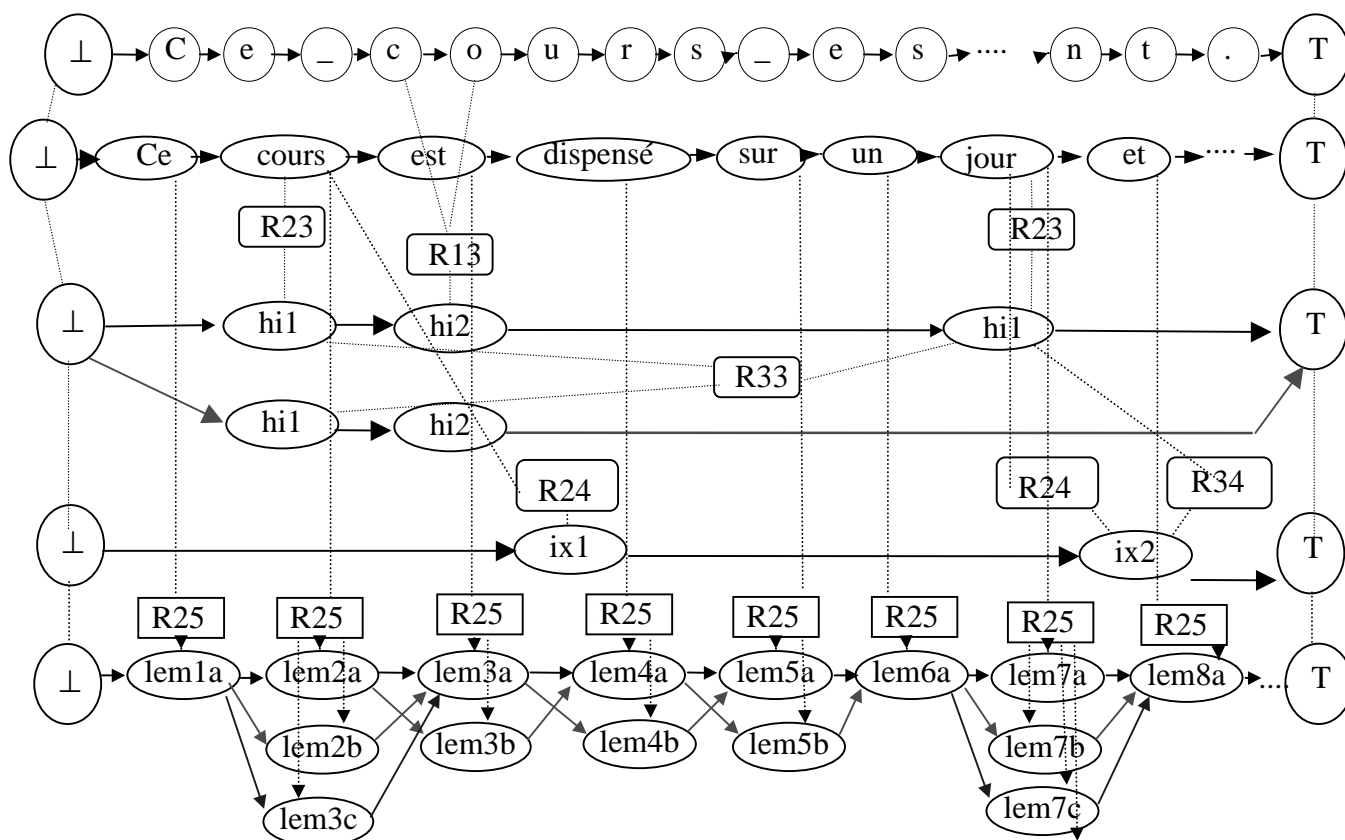 ⊥ C e _ c o u r s _ e s .... n t . T
⊥ Ce cours est dispensé sur un jour et .... T
R23 R13 R23
⊥ hi1 hi2 hi1 T
R33
hi1 hi2
R24 R24 R34
⊥ ix1 ix2 T
R25 R25 R25 R25 R25 R25 R25 R25
⊥ lem1a lem2a lem3a lem4a lem5a lem6a lem7a lem8a .... T
lem2b lem3b lem4b lem5b lem7b
lem3c lem7c